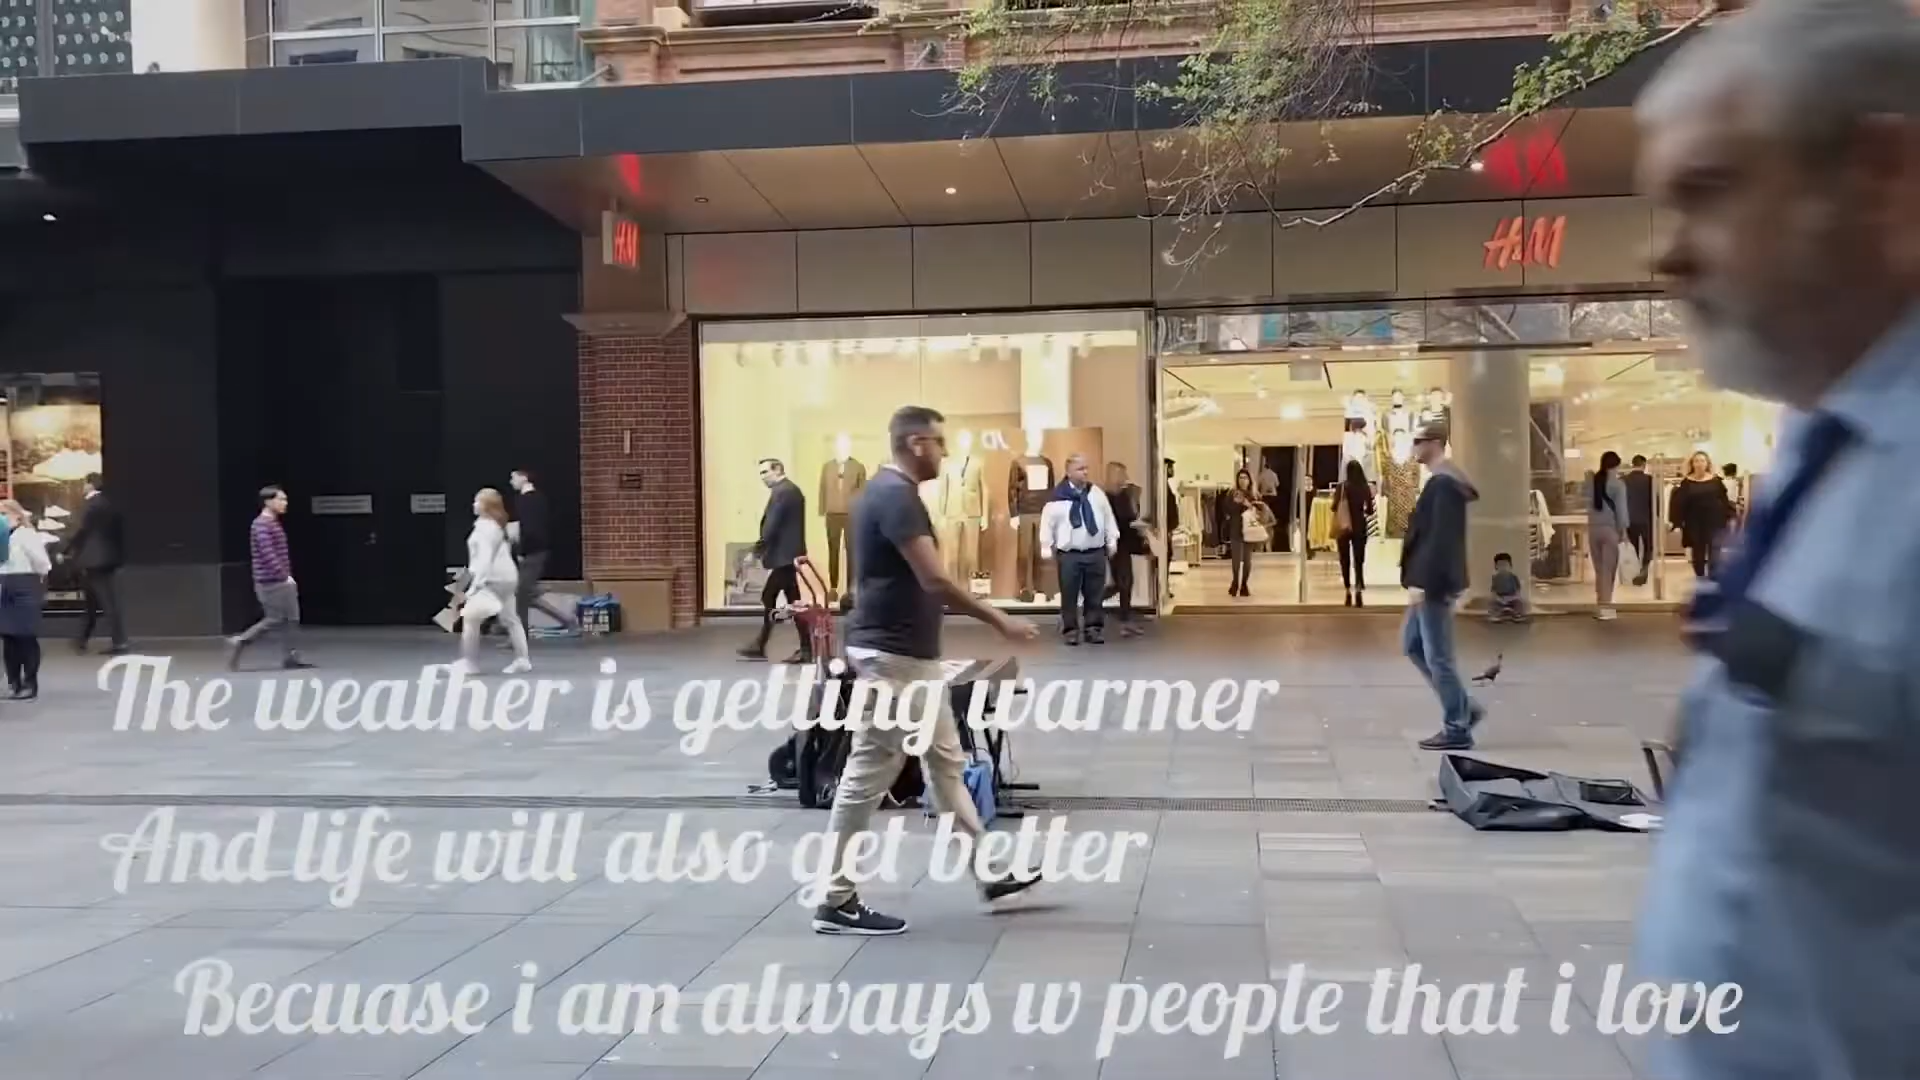 H&M
H&M
The weather is getting warmer
And life will also get better
Becuase i am always w people that i love